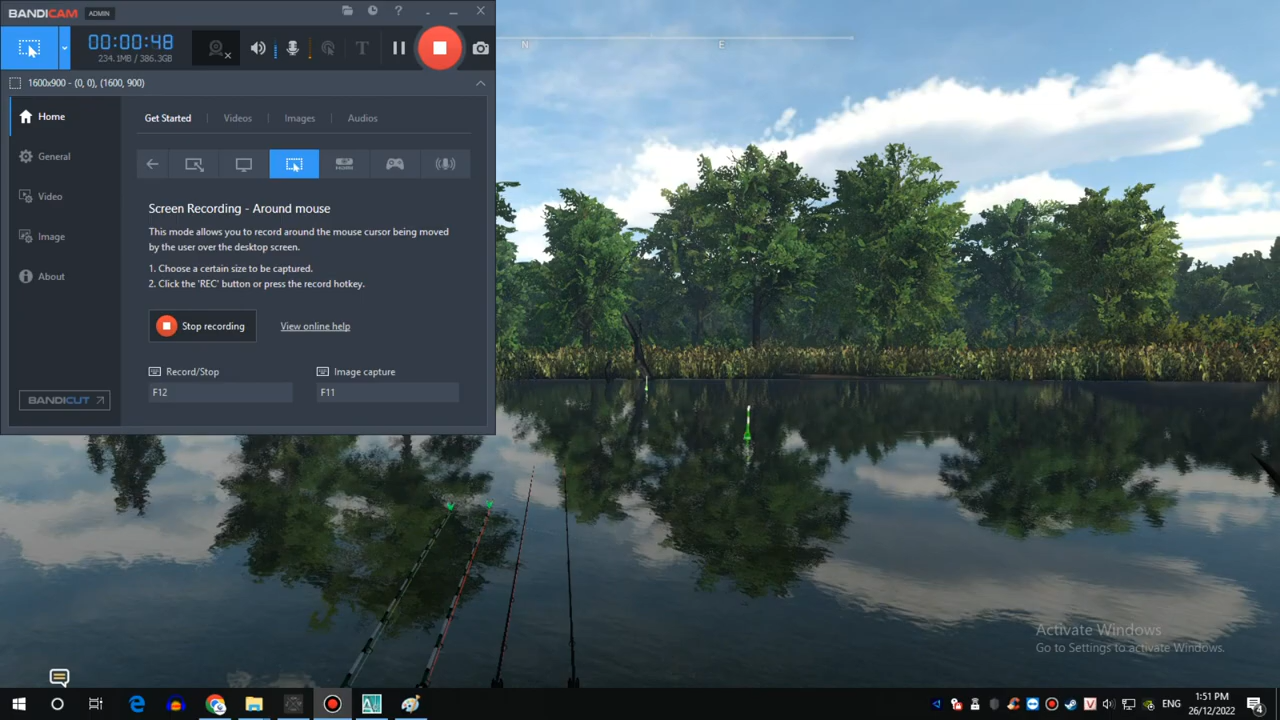 BANDICAM ADMIN ?
00:00:48
234.1MB / 386.3GB
T
N E
1600x900 - (0, 0), (1600, 900)
Home
General
Video
Image
About
BANDICUT
Get Started | Videos | Images | Audios
Screen Recording - Around mouse
This mode allows you to record around the mouse cursor being moved
by the user over the desktop screen.
1. Choose a certain size to be captured.
2. Click the 'REC' button or press the record hotkey.
Stop recording
View online help
Record/Stop
F12
Image capture
F11
Activate Windows
Go to Settings to activate Windows.
ENG
1:51 PM
26/12/2022
4